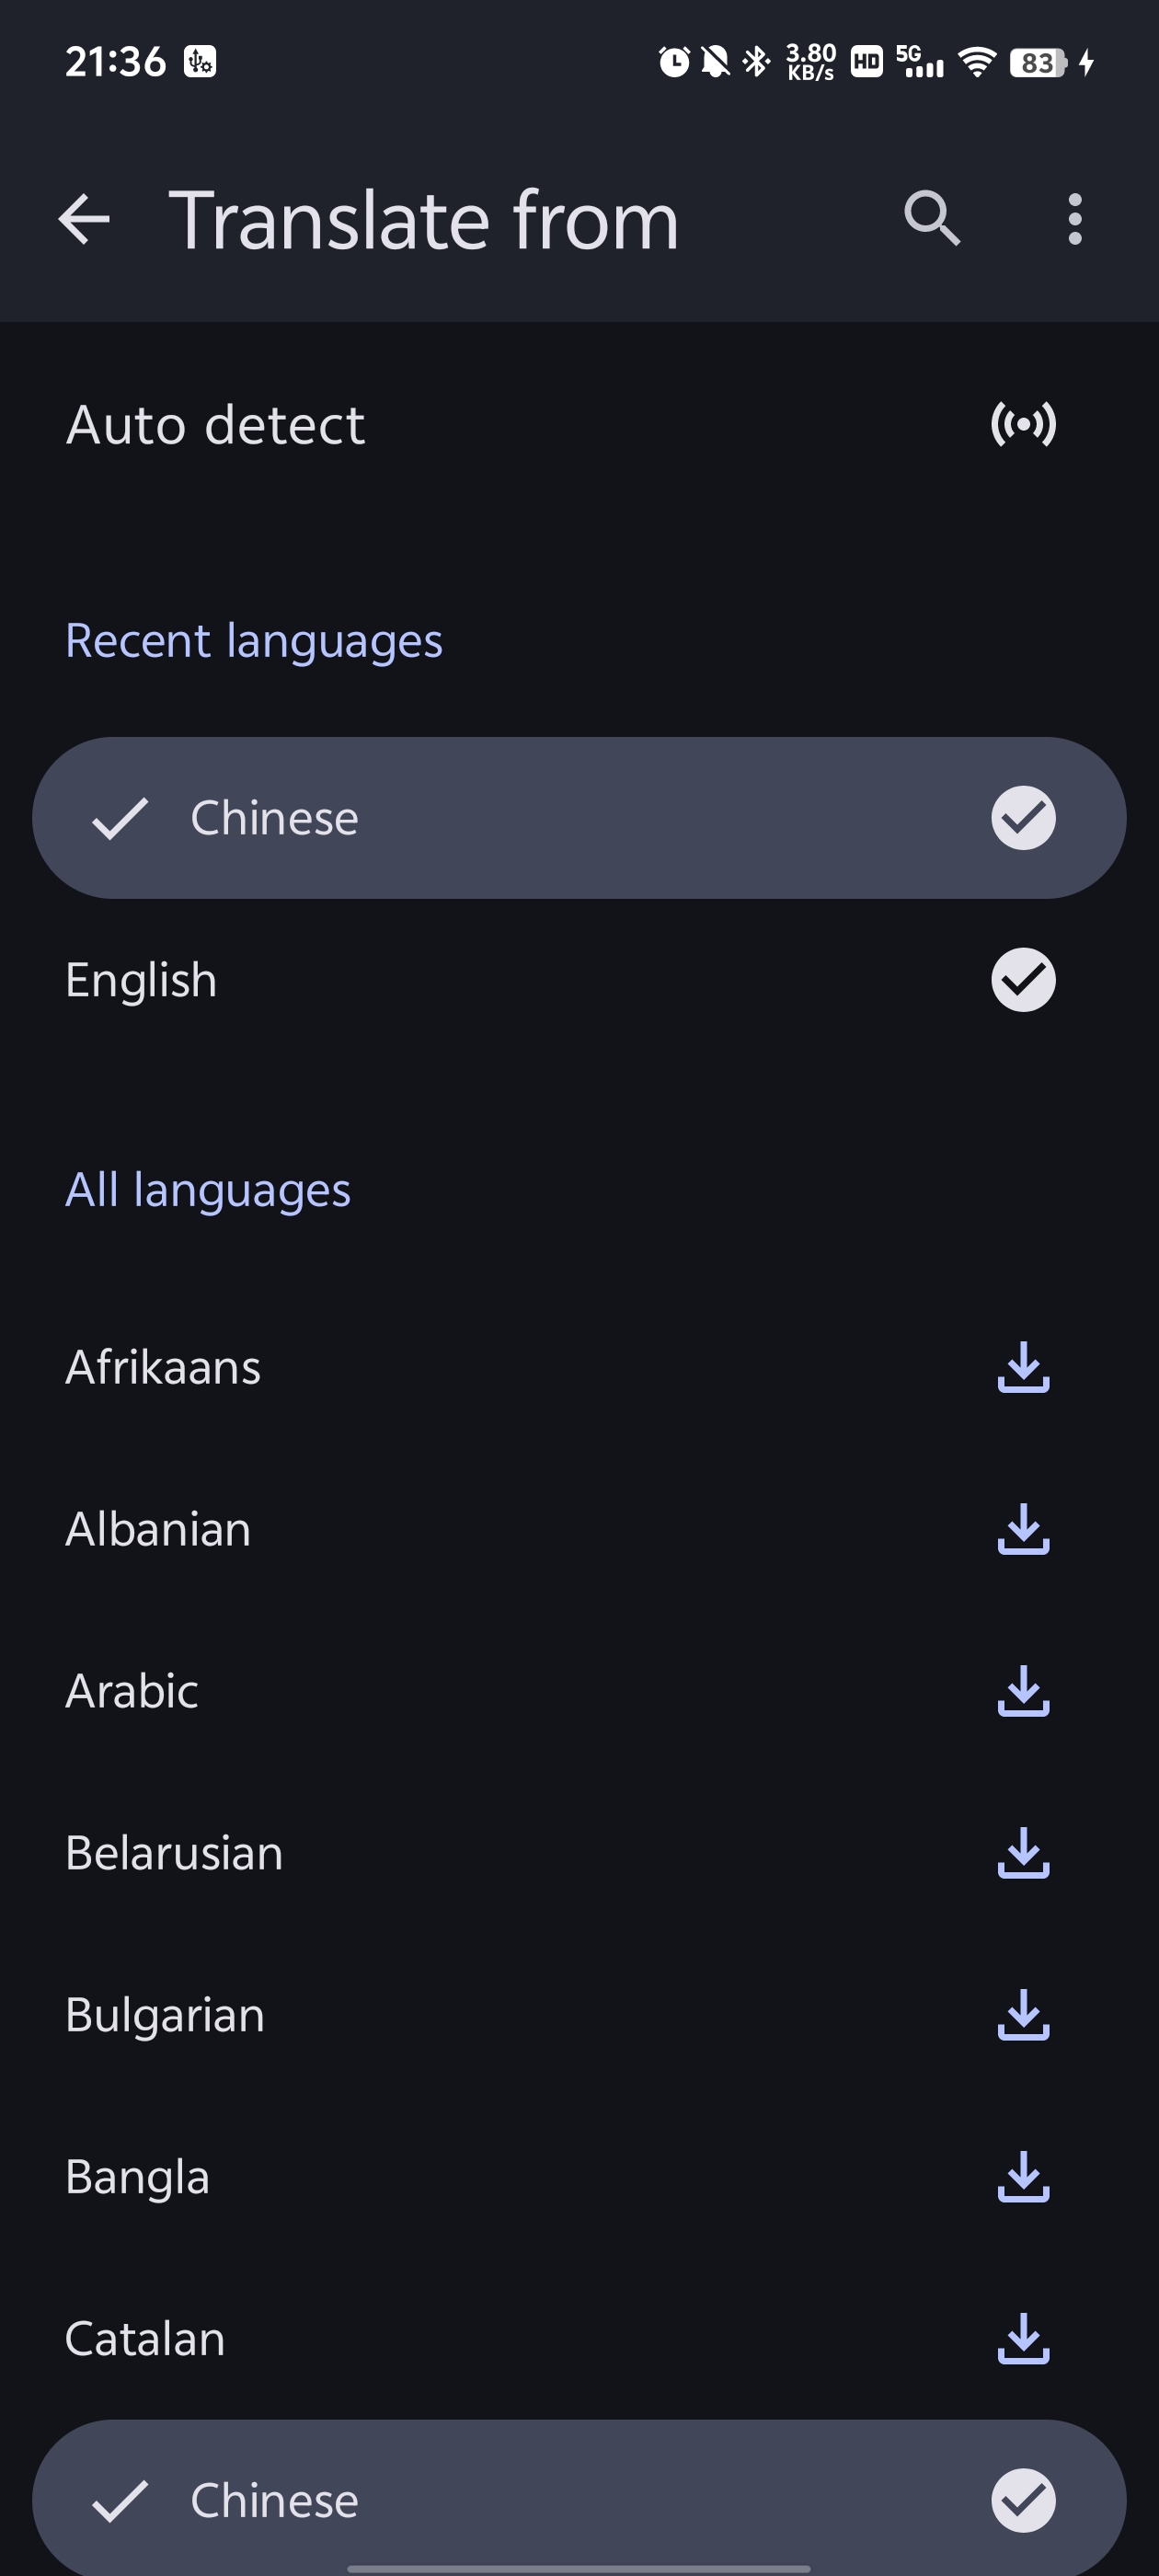 21:36 3.80 KB/s HD 5G 83
Translate from
Auto detect
Recent languages
Chinese
English
All languages
Afrikaans
Albanian
Arabic
Belarusian
Bulgarian
Bangla
Catalan
Chinese